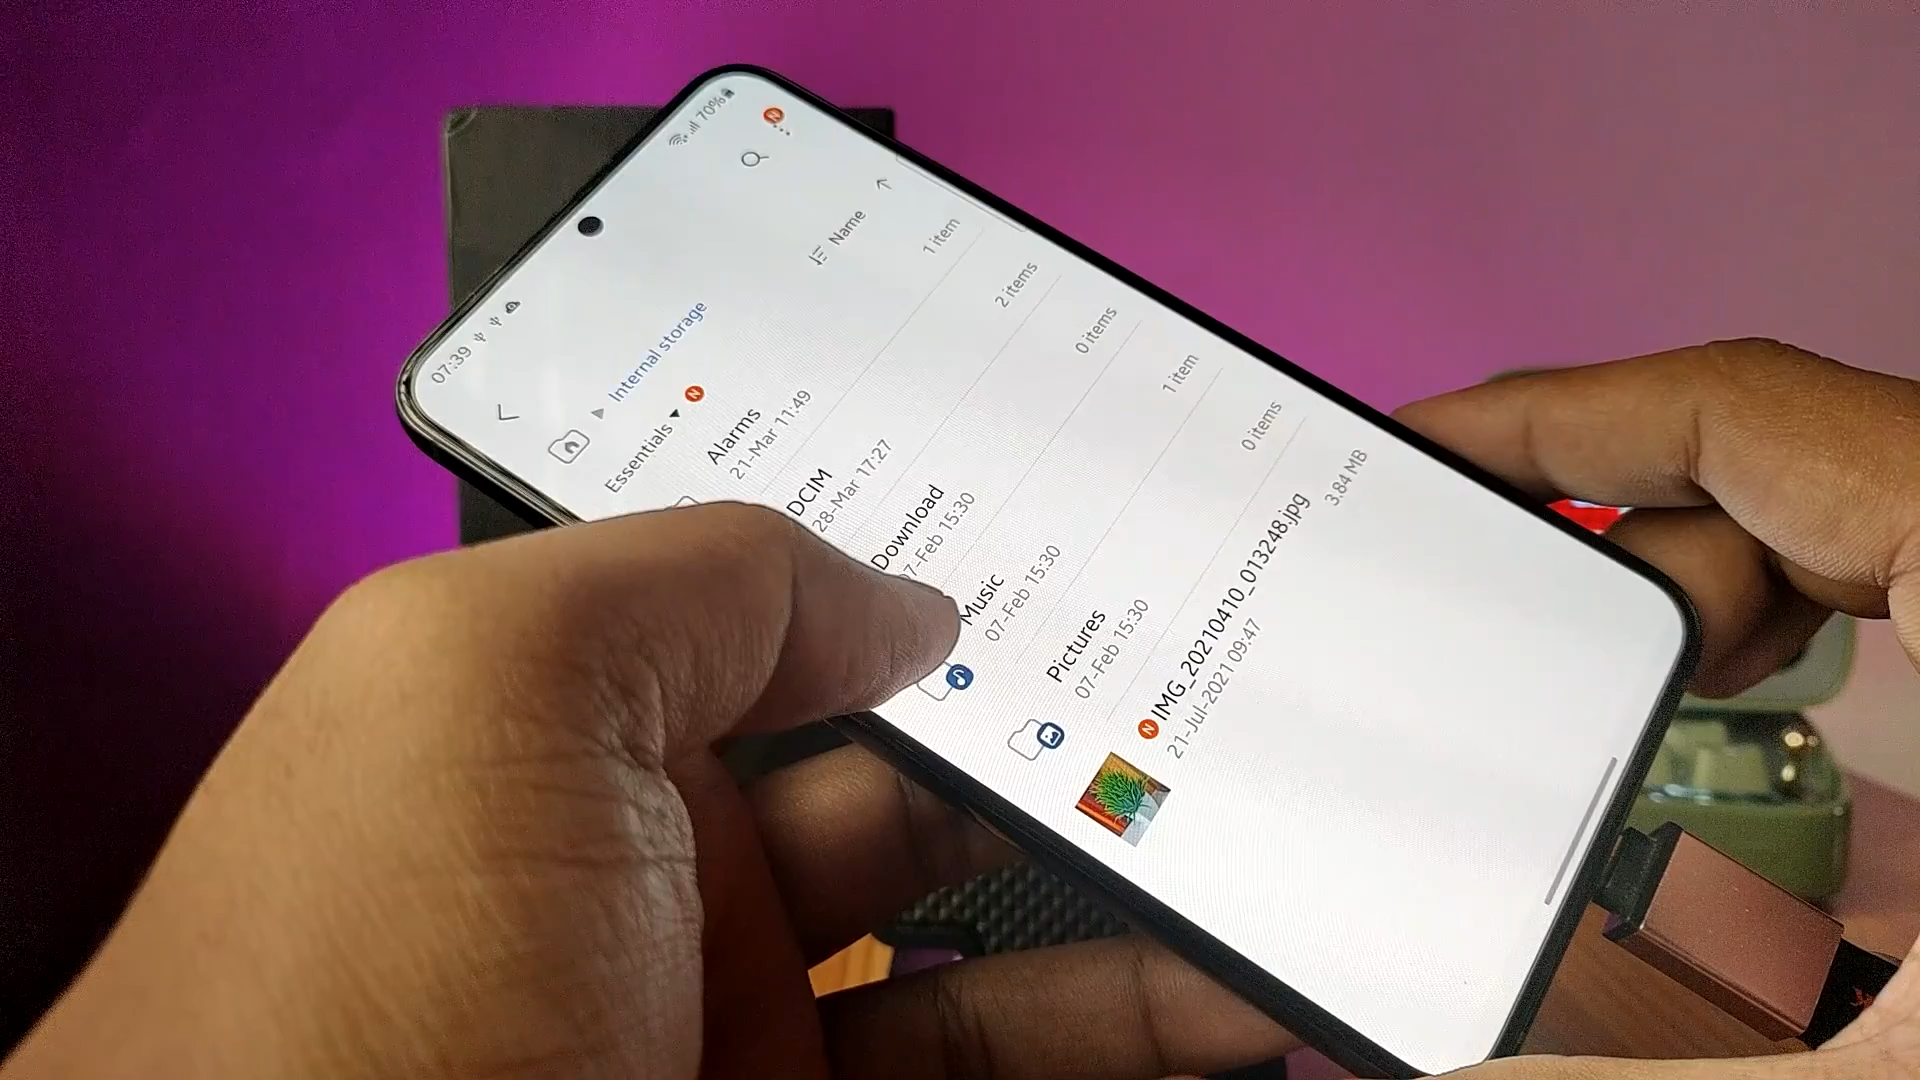 07:39
70%
Internal storage
Essentials
N
Name
Alarms
21-Mar 11:49
1 item
DCIM
28-Mar 17:27
2 items
Download
07-Feb 15:30
0 items
Music
07-Feb 15:30
1 item
Pictures
07-Feb 15:30
0 items
N
IMG_20210410_013248.jpg
21-Jul-2021 09:47
3.84 MB
N